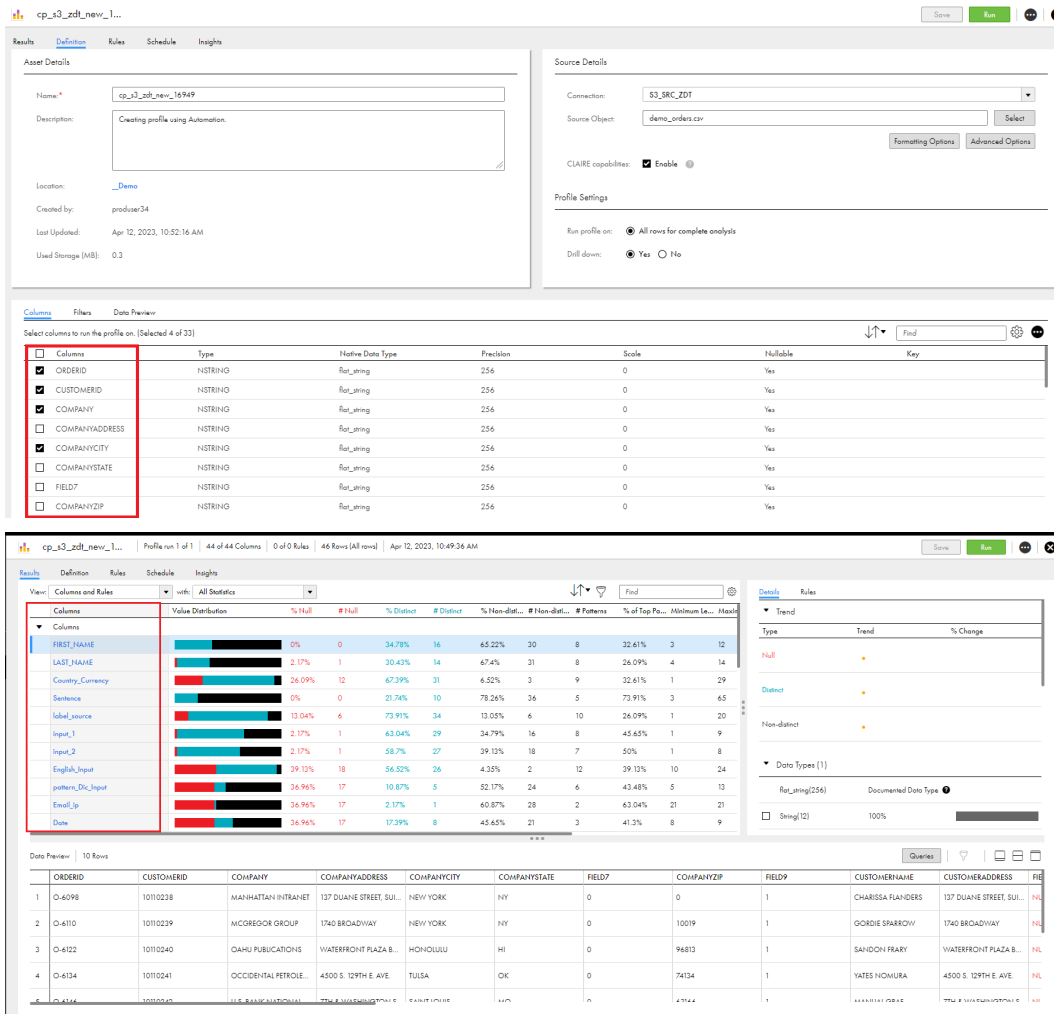 cp_s3_zdt_new_1...
Save Run
Results Definition Rules Schedule Insights
Asset Details
Name:* cp_s3_zdt_new_16949
Description: Creating profile using Automation.
Location: _Demo
Created by: produser34
Last Updated: Apr 12, 2023, 10:52:16 AM
Used Storage (MB): 0.3
Source Details
Connection: S3_SRC_ZDT
Source Object: demo_orders.csv Select
Formatting Options Advanced Options
CLAIRE capabilities: Enable
Profile Settings
Run profile on: All rows for complete analysis
Drill down: Yes No
Columns Filters Data Preview
Select columns to run the profile on. (Selected 4 of 33) Find
Columns Type Native Data Type Precision Scale Nullable Key
ORDERID NSTRING flat_string 256 0 Yes
CUSTOMERID NSTRING flat_string 256 0 Yes
COMPANY NSTRING flat_string 256 0 Yes
COMPANYADDRESS NSTRING flat_string 256 0 Yes
COMPANYCITY NSTRING flat_string 256 0 Yes
COMPANYSTATE NSTRING flat_string 256 0 Yes
FIELD7 NSTRING flat_string 256 0 Yes
COMPANYZIP NSTRING flat_string 256 0 Yes
cp_s3_zdt_new_1... Profile run 1 of 1 44 of 44 Columns 0 of 0 Rules 46 Rows (All rows) Apr 12, 2023, 10:49:36 AM Save Run
Results Definition Rules Schedule Insights
View: Columns and Rules with: All Statistics Find
Columns Value Distribution % Null # Null % Distinct # Distinct % Non-disti... # Non-disti... # Patterns % of Top Pa... Minimum Le... Maxim
Columns
FIRST_NAME 0% 0 34.78% 16 65.22% 30 8 32.61% 3 12
LAST_NAME 2.17% 1 30.43% 14 67.4% 31 8 26.09% 4 14
Country_Currency 26.09% 12 67.39% 31 6.52% 3 9 32.61% 1 29
Sentence 0% 0 21.74% 10 78.26% 36 5 73.91% 3 65
label_source 13.04% 6 73.91% 34 13.05% 6 10 26.09% 1 20
Input_1 2.17% 1 63.04% 29 34.79% 16 8 45.65% 1 9
input_2 2.17% 1 58.7% 27 39.13% 18 7 50% 1 8
English_Input 39.13% 18 56.52% 26 4.35% 2 12 39.13% 10 24
pattern_Dlc_Input 36.96% 17 10.87% 5 52.17% 24 6 43.48% 5 13
Email_Ip 36.96% 17 2.17% 1 60.87% 28 2 63.04% 21 21
Date 36.96% 17 17.39% 8 45.65% 21 3 41.3% 8 9
Details Rules
Trend
Type Trend % Change
Null
Distinct
Non-distinct
Data Types (1)
flat_string(256) Documented Data Type
String(12) 100%
Data Preview 10 Rows Queries
ORDERID CUSTOMERID COMPANY COMPANYADDRESS COMPANYCITY COMPANYSTATE FIELD7 COMPANYZIP FIELD9 CUSTOMERNAME CUSTOMERADDRESS FIE
1 O-6098 10110238 MANHATTAN INTRANET 137 DUANE STREET, SUI... NEW YORK NY 0 0 1 CHARISSA FLANDERS 137 DUANE STREET, SUI... NU
2 O-6110 10110239 MCGREGOR GROUP 1740 BROADWAY NEW YORK NY 0 10019 1 GORDIE SPARROW 1740 BROADWAY NU
3 O-6122 10110240 OAHU PUBLICATIONS WATERFRONT PLAZA B... HONOLULU HI 0 96813 1 SANDON FRARY WATERFRONT PLAZA B... NU
4 O-6134 10110241 OCCIDENTAL PETROLE... 4500 S. 129TH E. AVE. TULSA OK 0 74134 1 YATES NOMURA 4500 S. 129TH E. AVE. NU